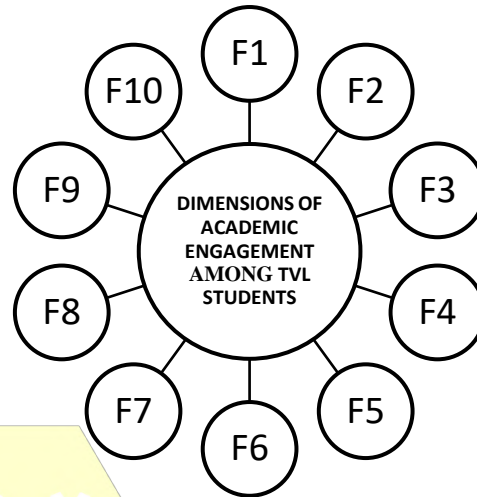 F1
F2
F3
F4
F5
F6
F7
F8
F9
F10
DIMENSIONS OF
ACADEMIC
ENGAGEMENT
AMONG TVL
STUDENTS